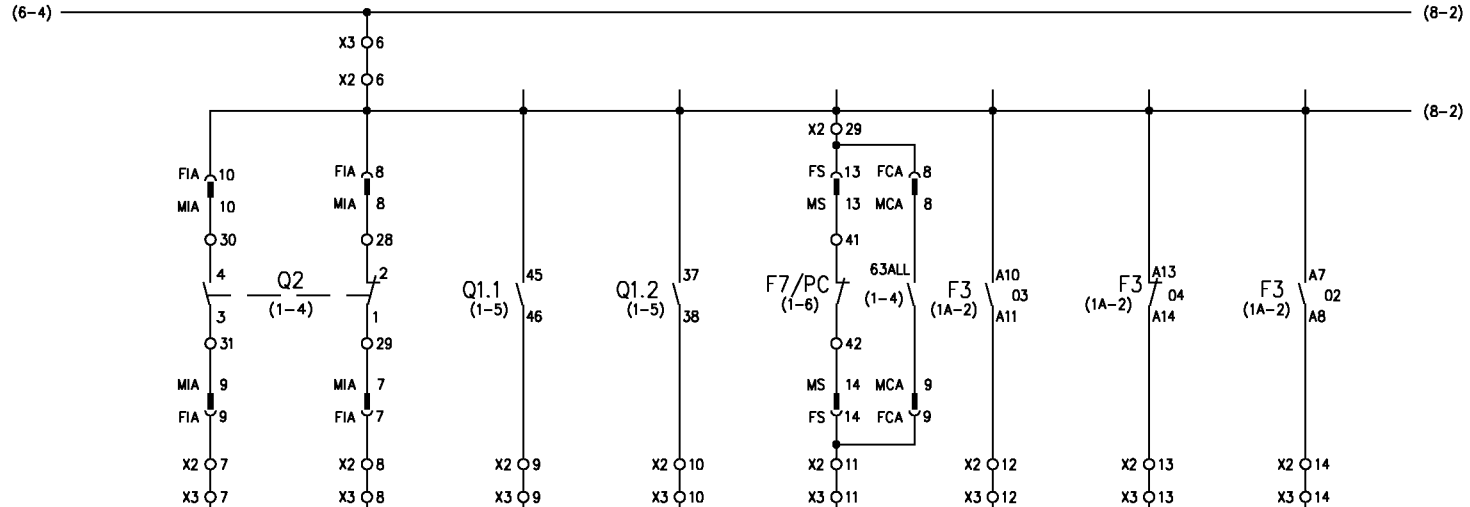 (6-4) (8-2)
X3 6
X2 6
(8-2)
X2 29
FIA 10 FIA 8 FS 13 FCA 8
MIA 10 MIA 8 MS 13 MCA 8
30 28 41
4 2 45 37 63ALL A10 A13 A7
Q2 Q1.1 Q1.2 F7/PC F3 03 F3 04 F3 02
(1-4) (1-5) (1-5) (1-6) (1-4) (1A-2) (1A-2) (1A-2)
3 1 46 38 A11 A14 A8
31 29 42
MIA 9 MIA 7 MS 14 MCA 9
FIA 9 FIA 7 FS 14 FCA 9
X2 7 X2 8 X2 9 X2 10 X2 11 X2 12 X2 13 X2 14
X3 7 X3 8 X3 9 X3 10 X3 11 X3 12 X3 13 X3 14